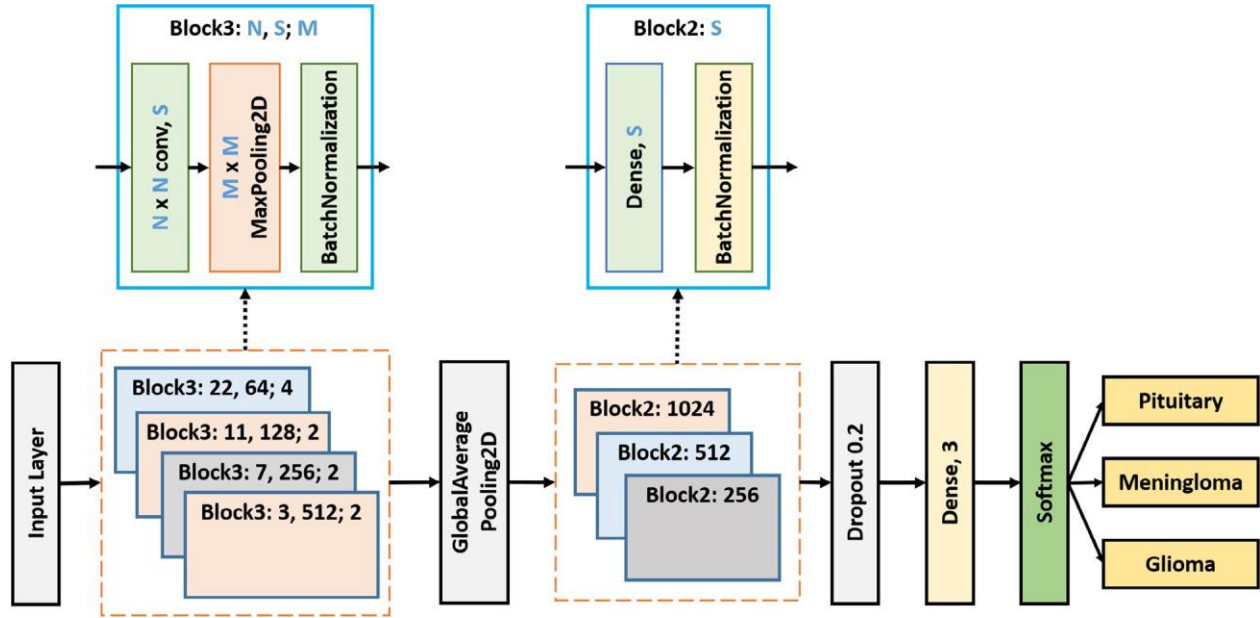 Block3: N, S; M
N x N conv, S
M x M
MaxPooling2D
BatchNormalization
Block2: S
Dense, S
BatchNormalization
Input Layer
Block3: 22, 64; 4
Block3: 11, 128; 2
Block3: 7, 256; 2
Block3: 3, 512; 2
GlobalAverage
Pooling2D
Block2: 1024
Block2: 512
Block2: 256
Dropout 0.2
Dense, 3
Softmax
Pituitary
Meningloma
Glioma